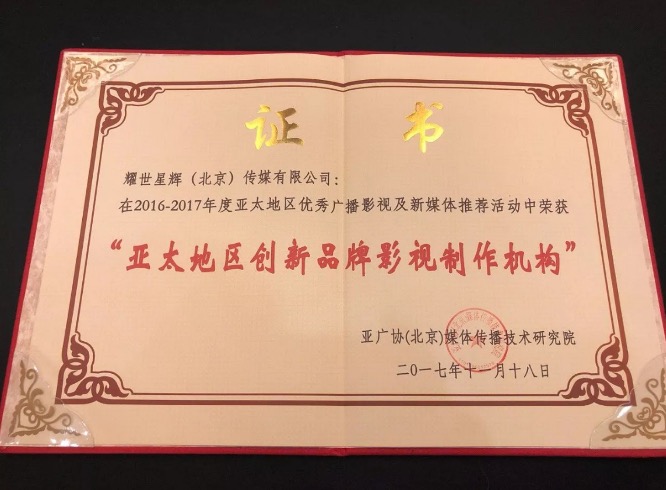 证 书
耀世星辉（北京）传媒有限公司：
在2016-2017年度亚太地区优秀广播影视及新媒体推荐活动中荣获
“亚太地区创新品牌影视制作机构”
亚广协(北京)媒体传播技术研究院
二〇一七年十一月十八日